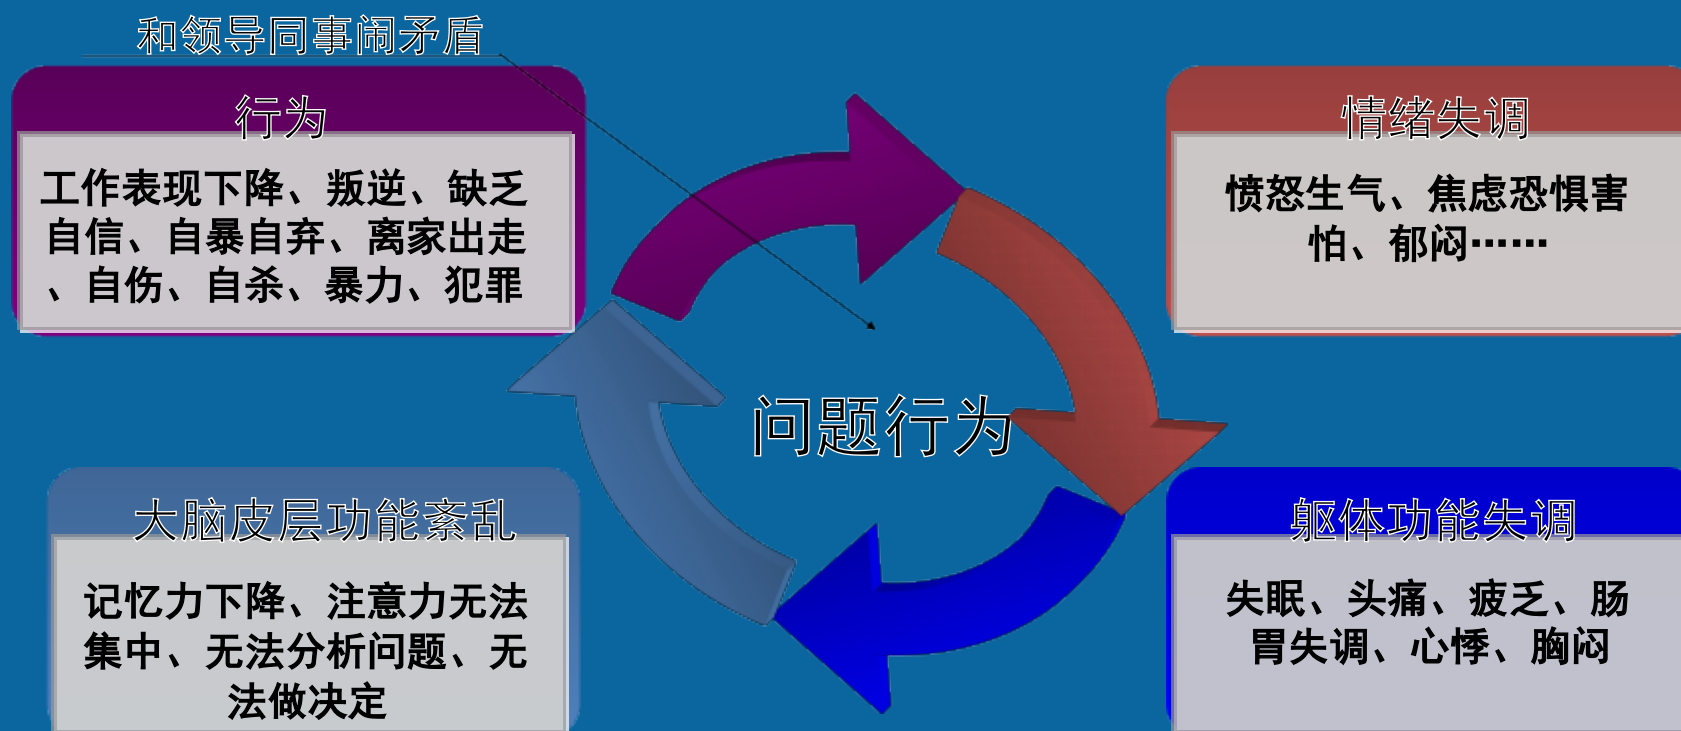 和领导同事闹矛盾
行为
工作表现下降、叛逆、缺乏
自信、自暴自弃、离家出走
、自伤、自杀、暴力、犯罪
情绪失调
愤怒生气、焦虑恐惧害
怕、郁闷……
问题行为
大脑皮层功能紊乱
记忆力下降、注意力无法
集中、无法分析问题、无
法做决定
躯体功能失调
失眠、头痛、疲乏、肠
胃失调、心悸、胸闷